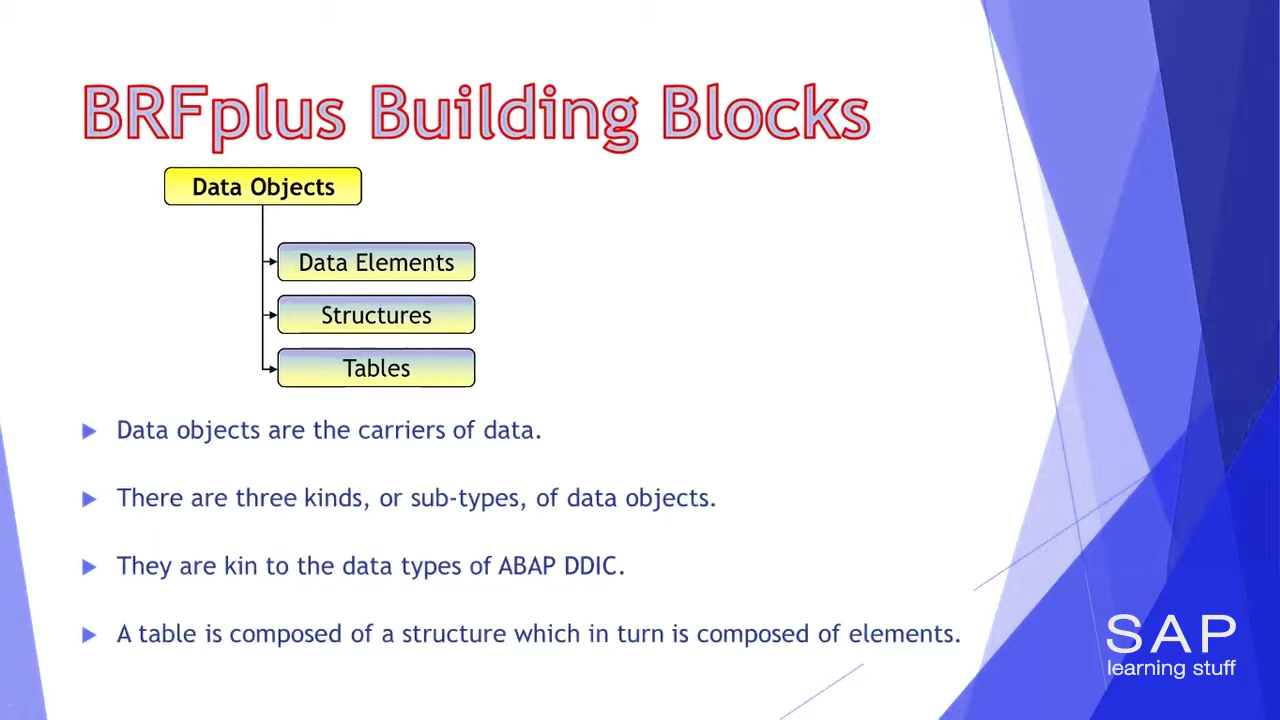 BRFplus Building Blocks
Data Objects
Data Elements
Structures
Tables
Data objects are the carriers of data.
There are three kinds, or sub-types, of data objects.
They are kin to the data types of ABAP DDIC.
A table is composed of a structure which in turn is composed of elements.
SAP
learning stuff